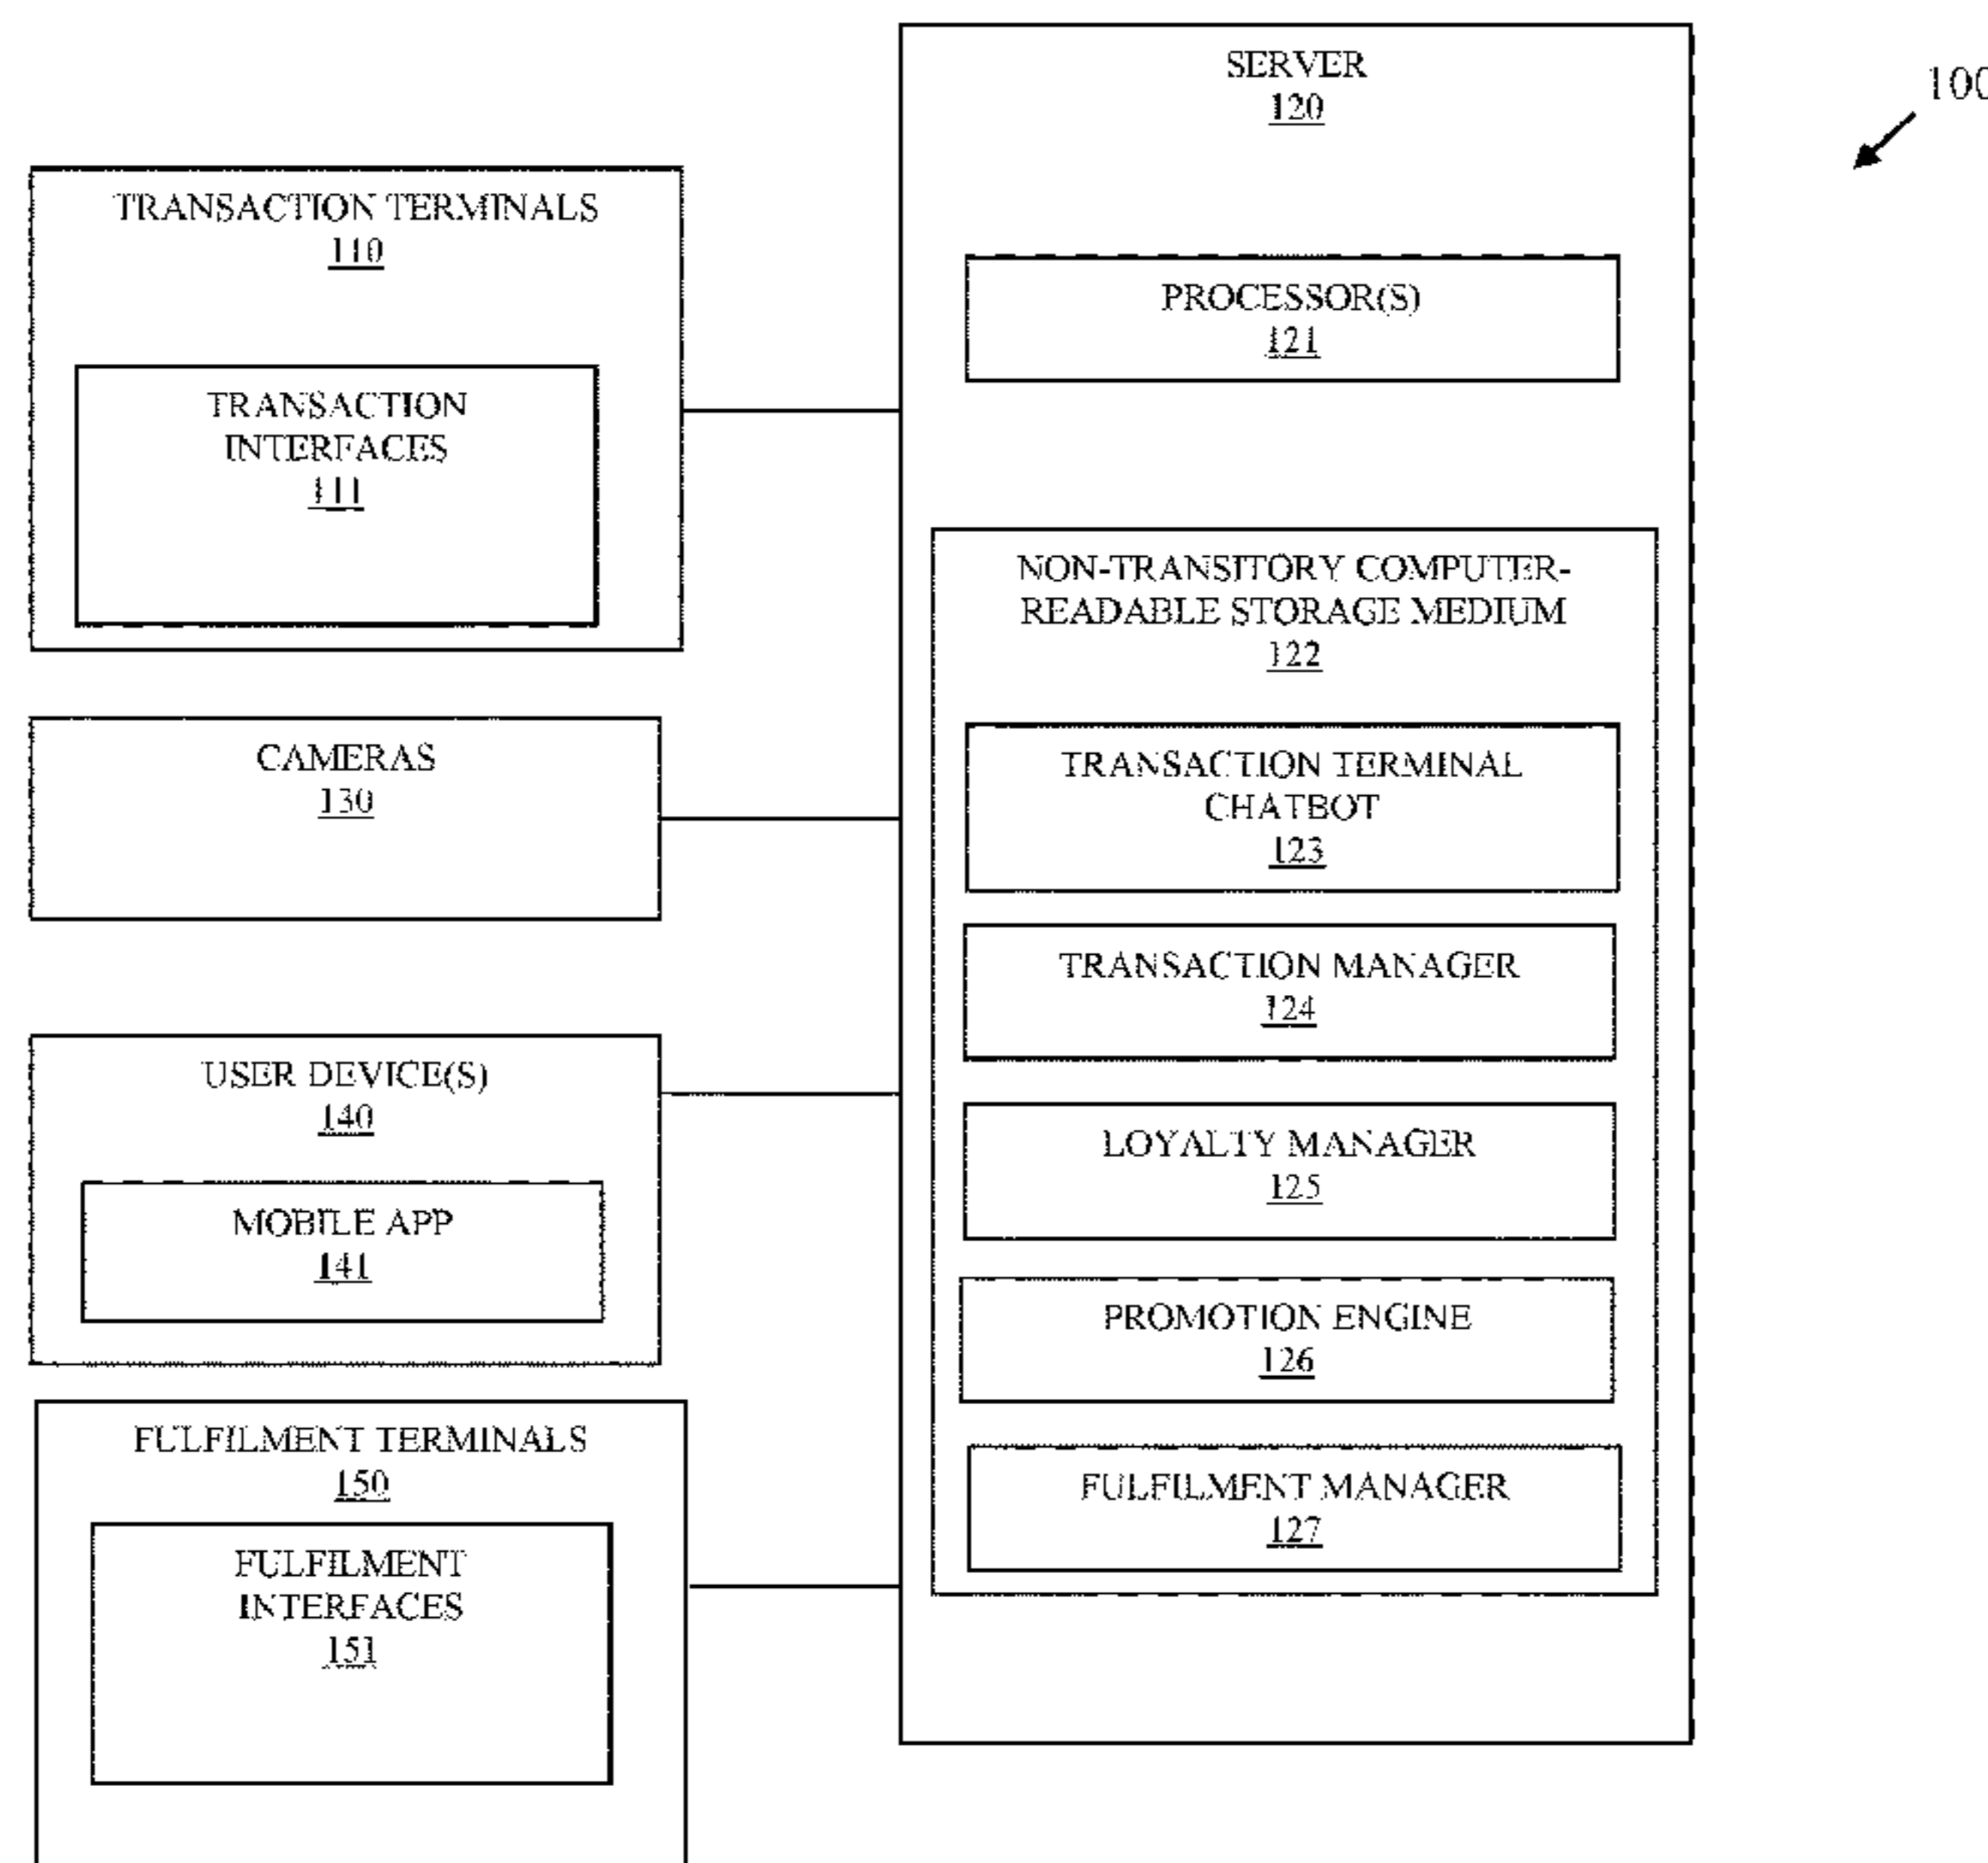 100
TRANSACTION TERMINALS
110
TRANSACTION
INTERFACES
111
CAMERAS
130
USER DEVICE(S)
140
MOBILE APP
141
FULFILMENT TERMINALS
150
FULFILMENT
INTERFACES
151
SERVER
120
PROCESSOR(S)
121
NON-TRANSITORY COMPUTER-
READABLE STORAGE MEDIUM
122
TRANSACTION TERMINAL
CHATBOT
123
TRANSACTION MANAGER
124
LOYALTY MANAGER
125
PROMOTION ENGINE
126
FULFILMENT MANAGER
127